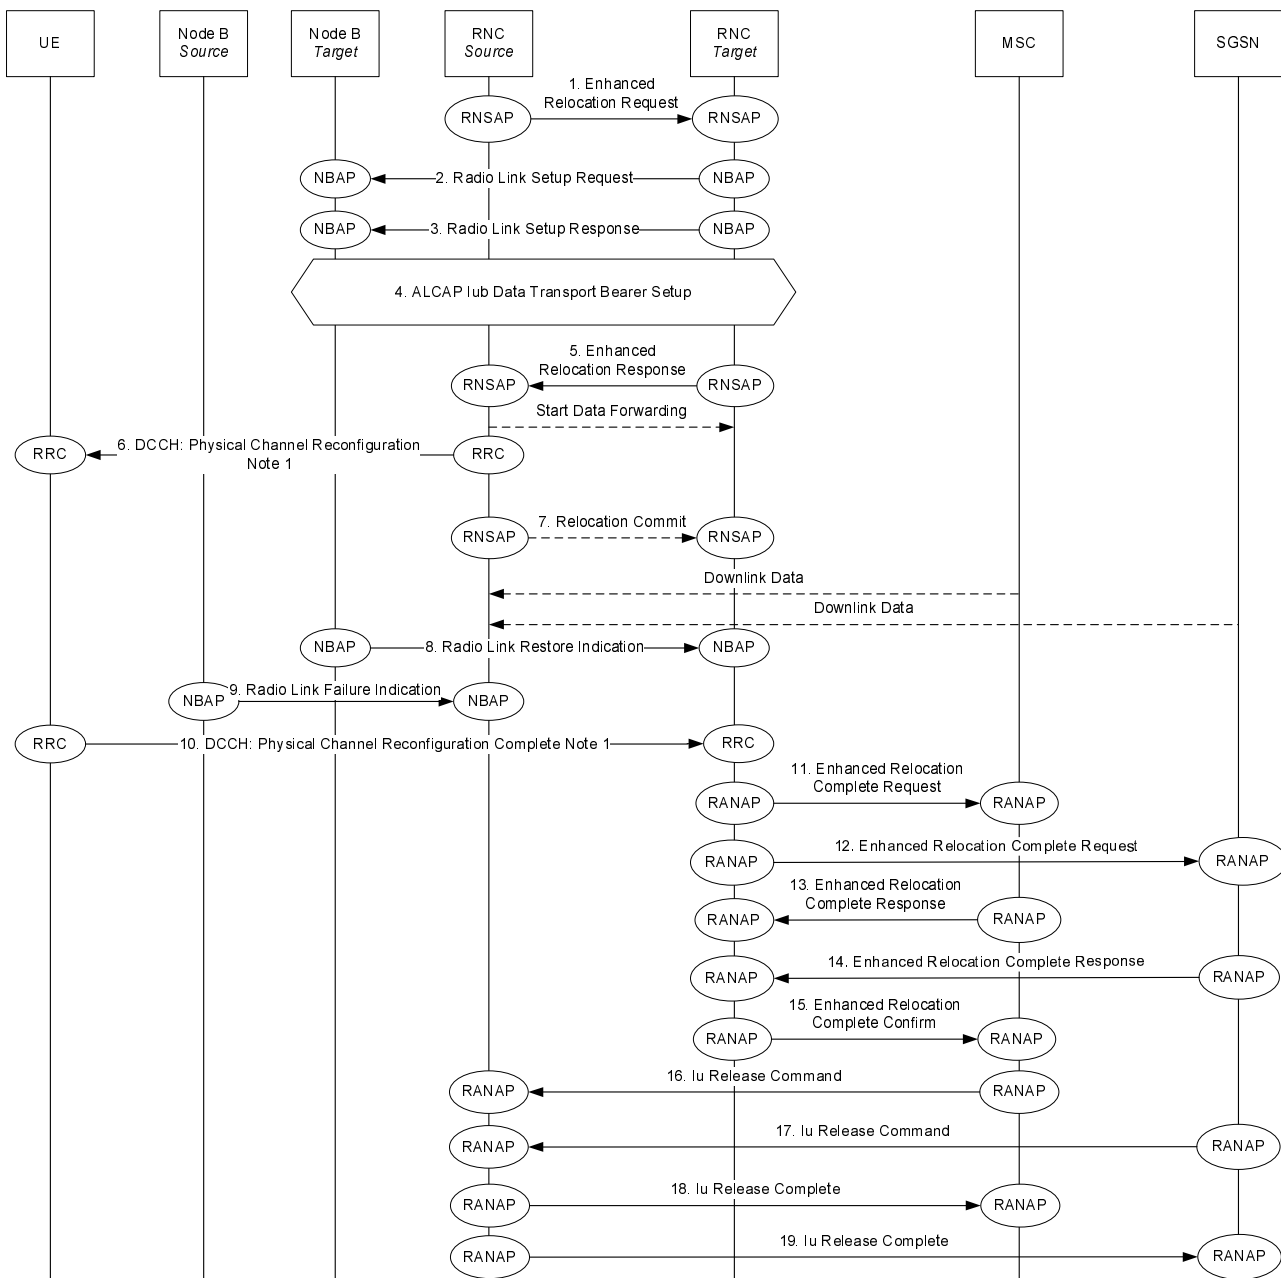 UE
Node B
Source
Node B
Target
RNC
Source
RNC
Target
MSC
SGSN
1. Enhanced
Relocation Request
RNSAP
RNSAP
NBAP
2. Radio Link Setup Request
NBAP
NBAP
3. Radio Link Setup Response
NBAP
4. ALCAP Iub Data Transport Bearer Setup
5. Enhanced
Relocation Response
RNSAP
RNSAP
Start Data Forwarding
RRC
6. DCCH: Physical Channel Reconfiguration
Note 1
RRC
RNSAP
7. Relocation Commit
RNSAP
Downlink Data
Downlink Data
NBAP
8. Radio Link Restore Indication
NBAP
NBAP
9. Radio Link Failure Indication
NBAP
RRC
10. DCCH: Physical Channel Reconfiguration Complete Note 1
RRC
11. Enhanced Relocation
Complete Request
RANAP
RANAP
12. Enhanced Relocation Complete Request
RANAP
RANAP
13. Enhanced Relocation
Complete Response
RANAP
RANAP
14. Enhanced Relocation Complete Response
RANAP
RANAP
15. Enhanced Relocation
Complete Confirm
RANAP
RANAP
16. Iu Release Command
RANAP
RANAP
17. Iu Release Command
RANAP
RANAP
18. Iu Release Complete
RANAP
RANAP
19. Iu Release Complete
RANAP
RANAP